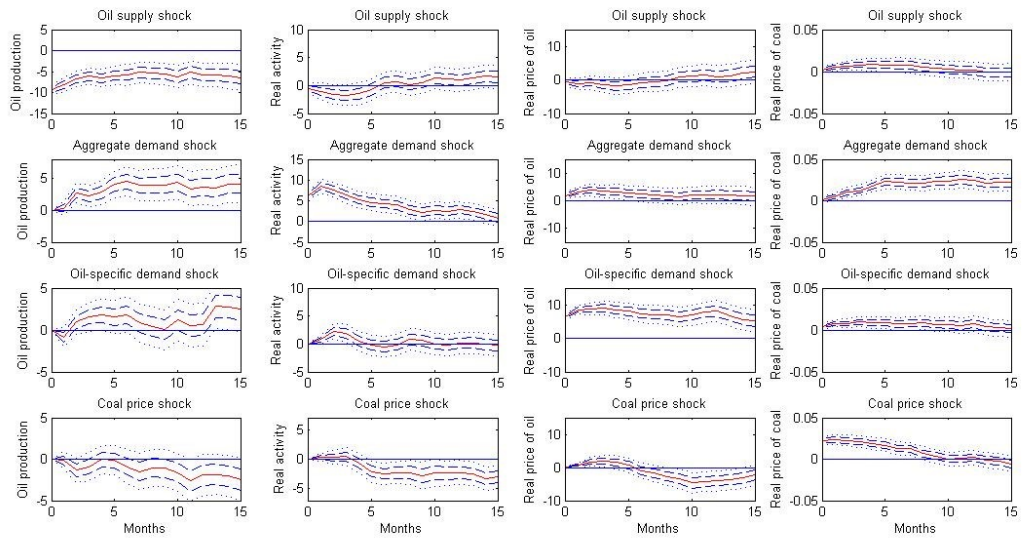 Oil supply shock
Oil supply shock
Oil supply shock
Oil supply shock
Oil production
5
0
-5
-10
-15
0 5 10 15
Real activity
10
5
0
-5
0 5 10 15
Real price of oil
10
0
-10
0 5 10 15
Real price of coal
0.05
0
-0.05
0 5 10 15
Aggregate demand shock
Aggregate demand shock
Aggregate demand shock
Aggregate demand shock
Oil production
5
0
-5
0 5 10 15
Real activity
15
10
5
0
-5
0 5 10 15
Real price of oil
10
0
-10
0 5 10 15
Real price of coal
0.05
0
-0.05
0 5 10 15
Oil-specific demand shock
Oil-specific demand shock
Oil-specific demand shock
Oil-specific demand shock
Oil production
5
0
-5
0 5 10 15
Real activity
10
5
0
-5
0 5 10 15
Real price of oil
10
0
-10
0 5 10 15
Real price of coal
0.05
0
-0.05
0 5 10 15
Coal price shock
Coal price shock
Coal price shock
Coal price shock
Oil production
5
0
-5
0 5 10 15
Months
Real activity
5
0
-5
0 5 10 15
Months
Real price of oil
10
0
-10
0 5 10 15
Months
Real price of coal
0.05
0
-0.05
0 5 10 15
Months